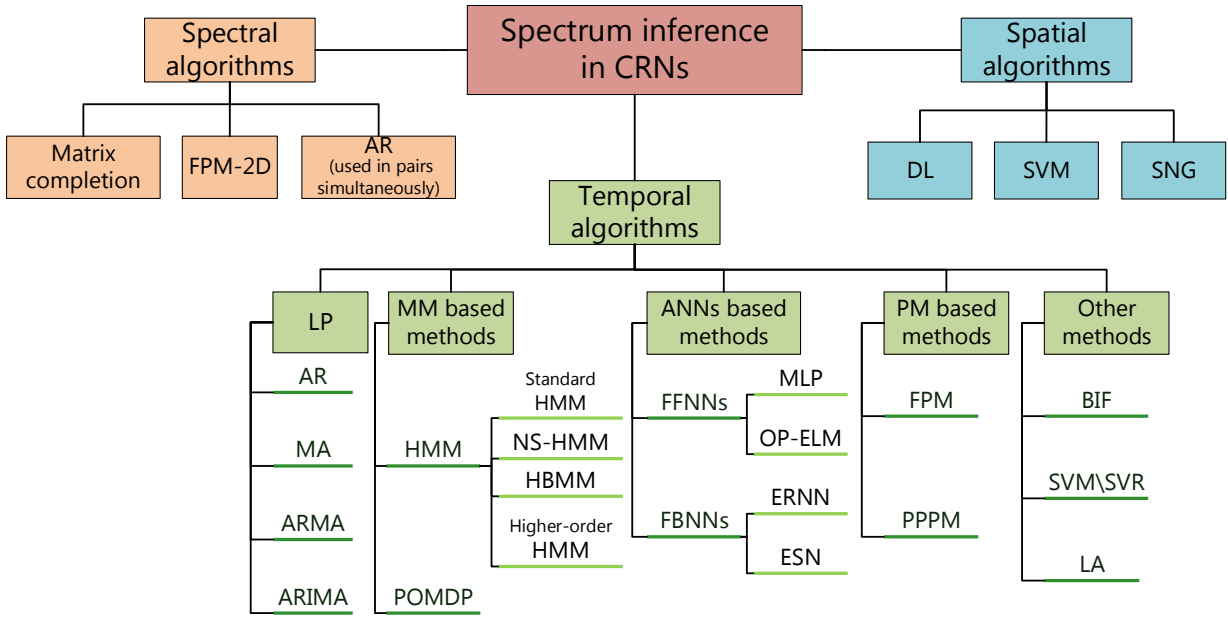 Spectrum inference
in CRNs
Spectral
algorithms
Matrix
completion
FPM-2D
AR
(used in pairs
simultaneously)
Spatial
algorithms
DL
SVM
SNG
Temporal
algorithms
LP
AR
MA
ARMA
ARIMA
MM based
methods
HMM
Standard
HMM
NS-HMM
HBMM
Higher-order
HMM
POMDP
ANNs based
methods
FFNNs
MLP
OP-ELM
FBNNs
ERNN
ESN
PM based
methods
FPM
PPPM
Other
methods
BIF
SVM\SVR
LA